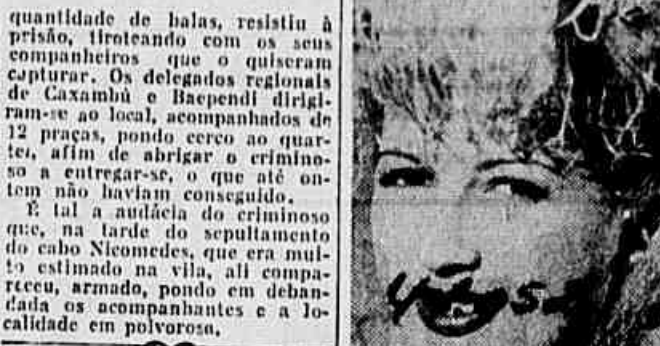 quantidade de balas, resistiu à
prisão, tiroteando com os seus
companheiros que o quiseram
capturar. Os delegados regionais
de Caxambú e Baependi dirigi-
ram-se ao local, acompanhados de
12 praças, pondo cerco ao quar-
tel, afim de abrigar o crimino-
so a entregar-se, o que até on-
tem não haviam conseguido.
É tal a audácia do criminoso
que, na tarde do sepultamento
do cabo Nicomedes, que era mui-
to estimado na vila, ali compa-
receu, armado, pondo em deban-
dada os acompanhantes e a lo-
calidade em polvorosa.